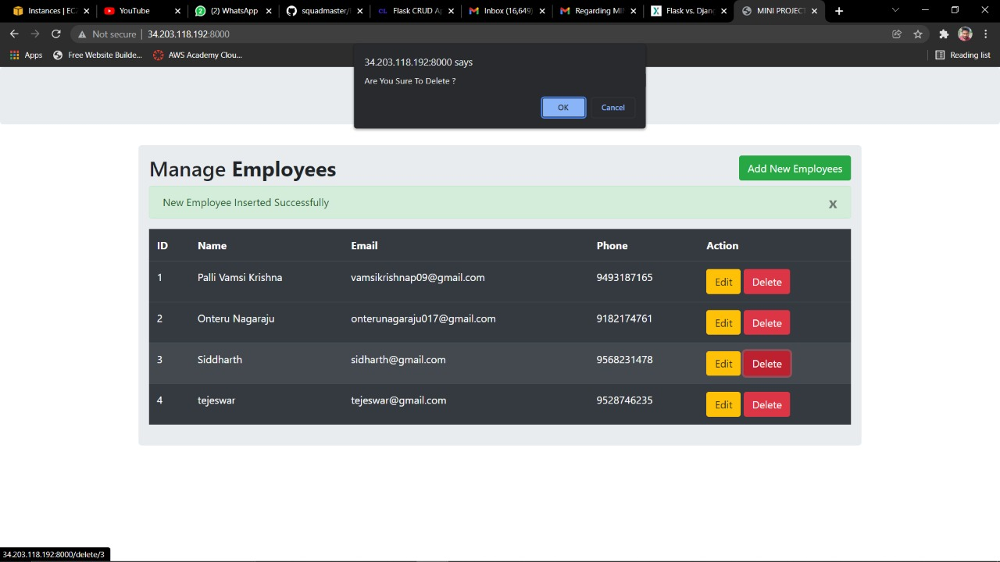 Instances | EC2
YouTube
(2) WhatsApp
squadmaster/
Flask CRUD Ap
Inbox (16,649)
Regarding MI
Flask vs. Djan
MINI PROJECT
Not secure | 34.203.118.192:8000
Apps
Free Website Builde...
AWS Academy Clou...
Reading list
34.203.118.192:8000 says
Are You Sure To Delete ?
OK Cancel
Manage Employees
Add New Employees
New Employee Inserted Successfully x
ID Name Email Phone Action
1 Palli Vamsi Krishna vamsikrishnap09@gmail.com 9493187165 Edit Delete
2 Onteru Nagaraju onterunagaraju017@gmail.com 9182174761 Edit Delete
3 Siddharth sidharth@gmail.com 9568231478 Edit Delete
4 tejeswar tejeswar@gmail.com 9528746235 Edit Delete
34.203.118.192:8000/delete/3